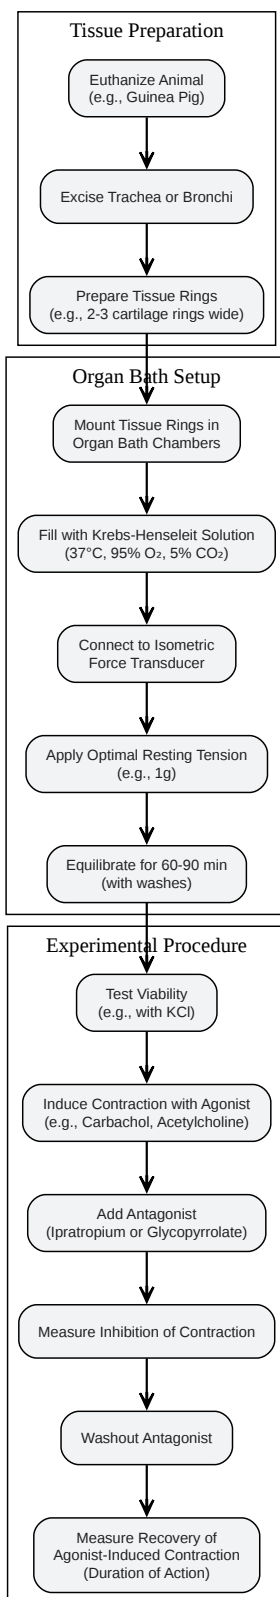 Tissue Preparation
Euthanize Animal
(e.g., Guinea Pig)
Excise Trachea or Bronchi
Prepare Tissue Rings
(e.g., 2-3 cartilage rings wide)
Organ Bath Setup
Mount Tissue Rings in
Organ Bath Chambers
Fill with Krebs-Henseleit Solution
(37°C, 95% O₂, 5% CO₂)
Connect to Isometric
Force Transducer
Apply Optimal Resting Tension
(e.g., 1g)
Equilibrate for 60-90 min
(with washes)
Experimental Procedure
Test Viability
(e.g., with KCl)
Induce Contraction with Agonist
(e.g., Carbachol, Acetylcholine)
Add Antagonist
(Ipratropium or Glycopyrrolate)
Measure Inhibition of Contraction
Washout Antagonist
Measure Recovery of
Agonist-Induced Contraction
(Duration of Action)